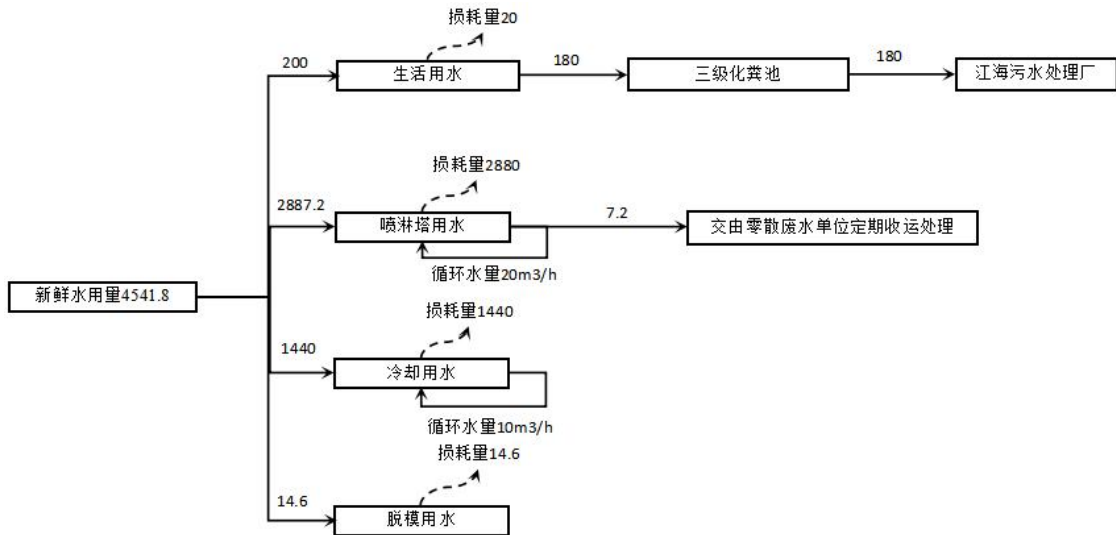 损耗量20
200
生活用水
180
三级化粪池
180
江海污水处理厂
损耗量2880
2887.2
喷淋塔用水
7.2
交由零散废水单位定期收运处理
循环水量20m3/h
新鲜水用量4541.8
损耗量1440
1440
冷却用水
循环水量10m3/h
损耗量14.6
14.6
脱模用水